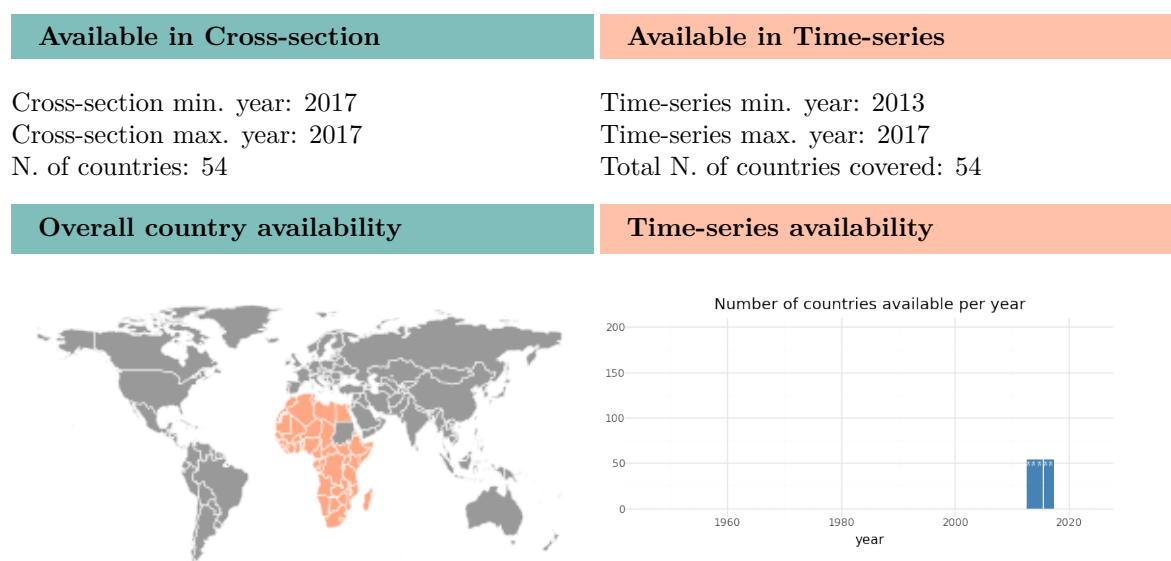 Available in Cross-section
Available in Time-series
Cross-section min. year: 2017
Cross-section max. year: 2017
N. of countries: 54
Time-series min. year: 2013
Time-series max. year: 2017
Total N. of countries covered: 54
Overall country availability
Time-series availability
Number of countries available per year
200
150
100
50
0
1960
1980
2000
2020
year